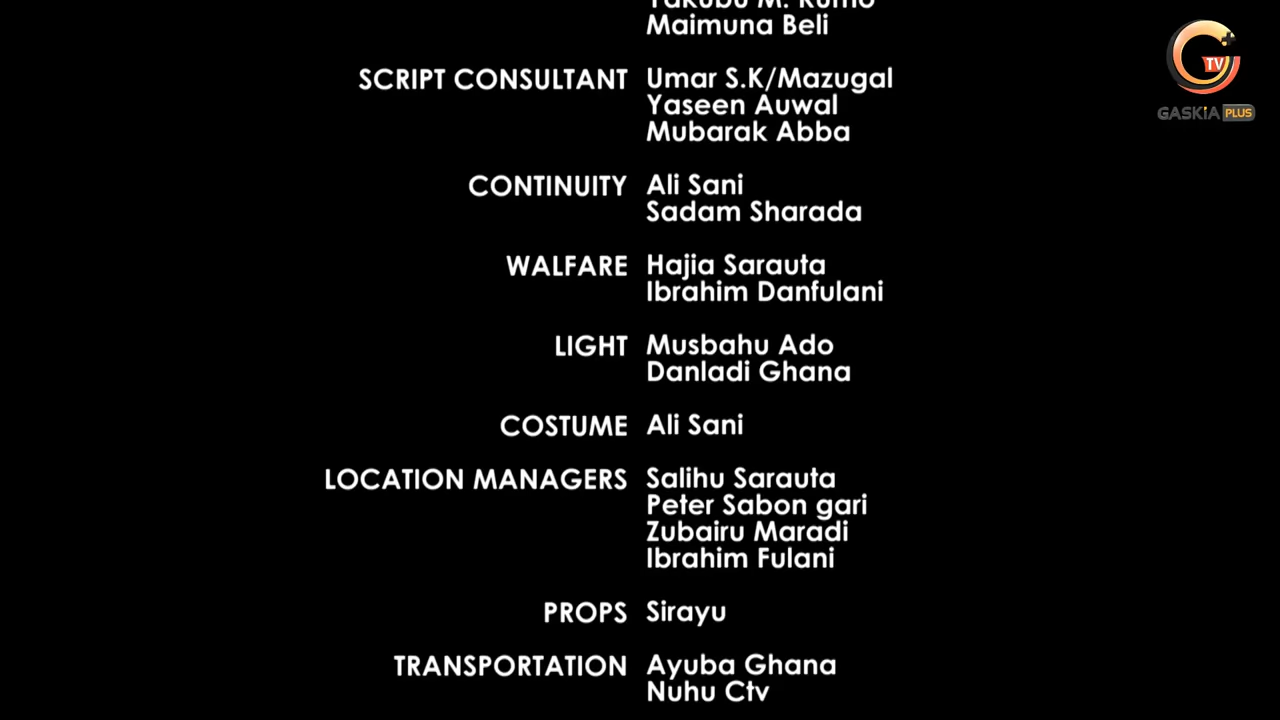 Maimuna Beli
SCRIPT CONSULTANT Umar S.K/Mazugal
Yaseen Auwal
Mubarak Abba
CONTINUITY Ali Sani
Sadam Sharada
WALFARE Hajia Sarauta
Ibrahim Danfulani
LIGHT Musbahu Ado
Danladi Ghana
COSTUME Ali Sani
LOCATION MANAGERS Salihu Sarauta
Peter Sabon gari
Zubairu Maradi
Ibrahim Fulani
PROPS Sirayu
TRANSPORTATION Ayuba Ghana
Nuhu Ctv
G+ TV
GASKIA PLUS